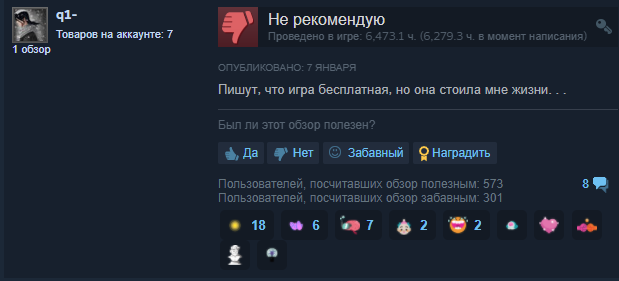 q1-
Товаров на аккаунте: 7
1 обзор
Не рекомендую
Проведено в игре: 6,473.1 ч. (6,279.3 ч. в момент написания)
ОПУБЛИКОВАНО: 7 ЯНВАРЯ
Пишут, что игра бесплатная, но она стоила мне жизни. . .
Был ли этот обзор полезен?
Да
Нет
Забавный
Наградить
Пользователей, посчитавших обзор полезным: 573
8
Пользователей, посчитавших обзор забавным: 301
18
6
7
2
2